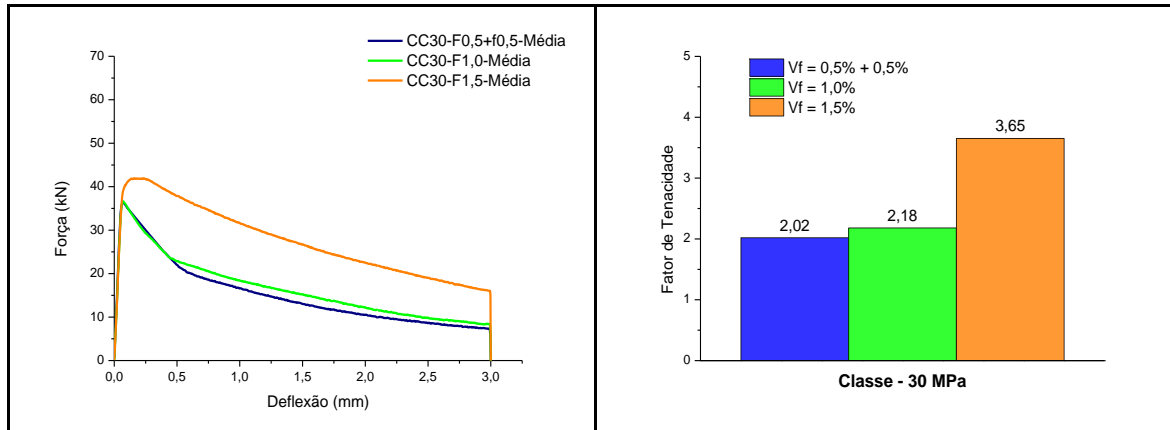 CC30-F0,5+f0,5-Média
CC30-F1,0-Média
CC30-F1,5-Média
70
60
50
40
30
20
10
0
Força (kN)
0,0 0,5 1,0 1,5 2,0 2,5 3,0
Deflexão (mm)
Vf = 0,5% + 0,5%
Vf = 1,0%
Vf = 1,5%
5
4
3
2
1
0
Fator de Tenacidade
2,02
2,18
3,65
Classe - 30 MPa